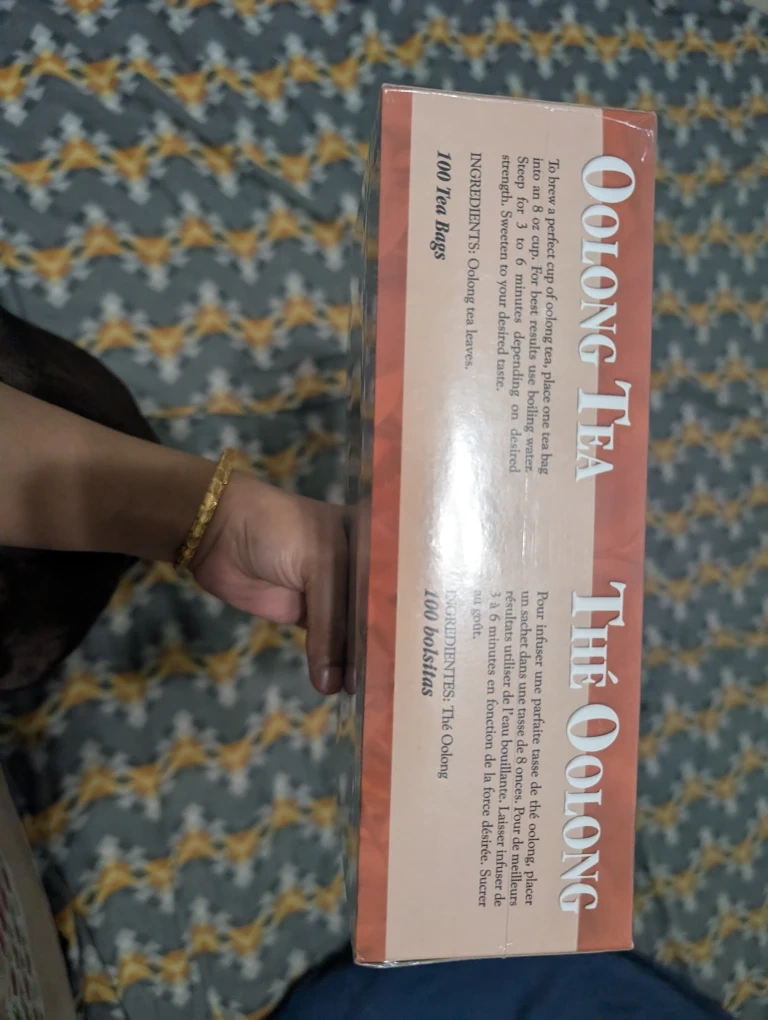 OOLONG TEA
To brew a perfect cup of oolong tea, place one tea bag
into an 8 oz cup. For best results use boiling water.
Steep for 3 to 6 minutes depending on desired
strength. Sweeten to your desired taste.
INGREDIENTS: Oolong tea leaves.
100 Tea Bags
THÉ OOLONG
Pour infuser une parfaite tasse de thé oolong, placer
un sachet dans une tasse de 8 onces. Pour de meilleurs
résultats utiliser de l'eau bouillante. Laisser infuser de
3 à 6 minutes en fonction de la force désirée. Sucrer
au goût.
INGREDIENTES: Thé Oolong
100 bolsitas